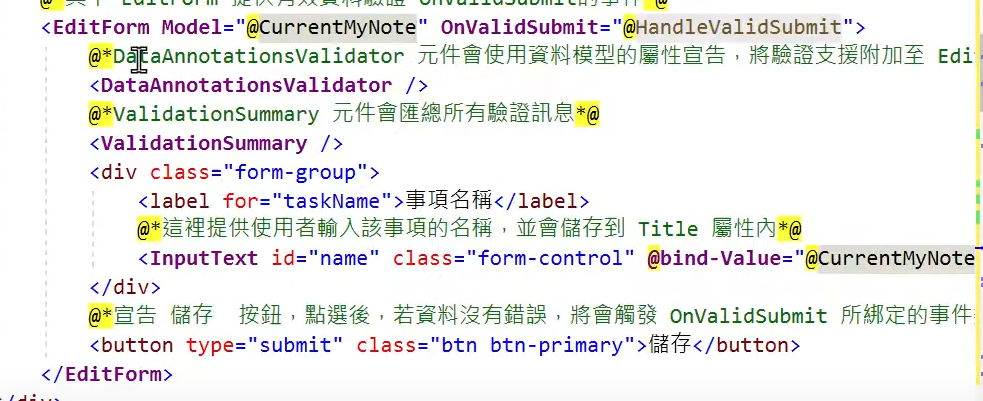 <EditForm Model="@CurrentMyNote" OnValidSubmit="@HandleValidSubmit">
@*DataAnnotationsValidator 元件會使用資料模型的屬性宣告，將驗證支援附加至 Edi
<DataAnnotationsValidator />
@*ValidationSummary 元件會匯總所有驗證訊息*@
<ValidationSummary />
<div class="form-group">
<label for="taskName">事項名稱</label>
@*這裡提供使用者輸入該事項的名稱，並會儲存到 Title 屬性內*@
<InputText id="name" class="form-control" @bind-Value="@CurrentMyNote
</div>
@*宣告 儲存  按鈕，點選後，若資料沒有錯誤，將會觸發 OnValidSubmit 所綁定的事件
<button type="submit" class="btn btn-primary">儲存</button>
</EditForm>